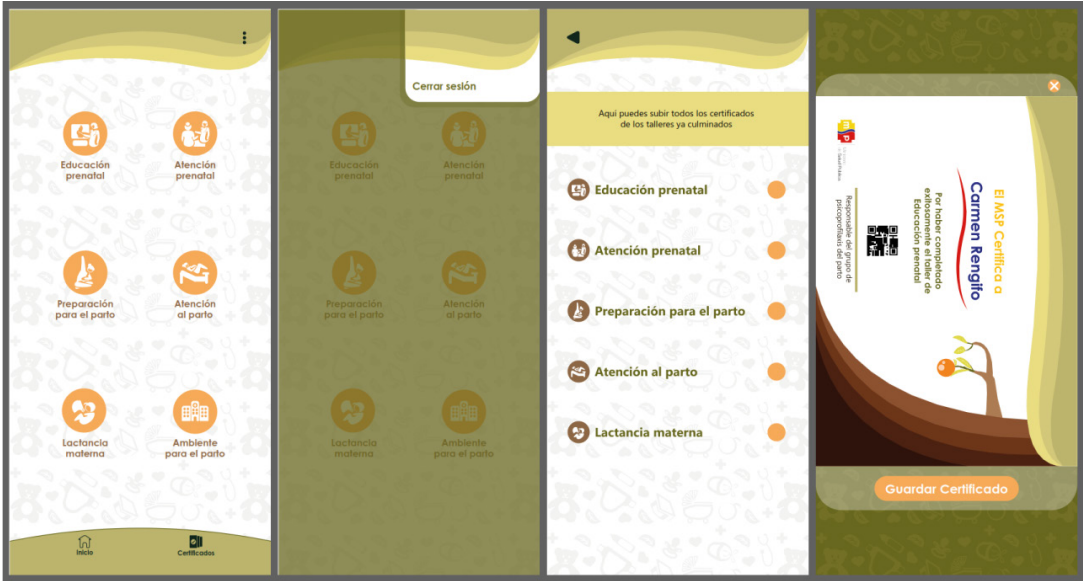 Educación
prenatal
Atención
prenatal
Preparación
para el parto
Atención
al parto
Lactancia
materna
Ambiente
para el parto
Inicio
Certificados
Cerrar sesión
Educación
prenatal
Atención
prenatal
Preparación
para el parto
Atención
al parto
Lactancia
materna
Ambiente
para el parto
Aqui puedes subir todos los certificados
de los talleres ya culminados
Educación prenatal
Atención prenatal
Preparación para el parto
Atención al parto
Lactancia materna
El MSP Certifica a
Carmen Rengifo
Por haber completado
exitosamente el taller de
Educación prenatal
Responsable del grupo de
psicoprofilaxis del parto
Guardar Certificado